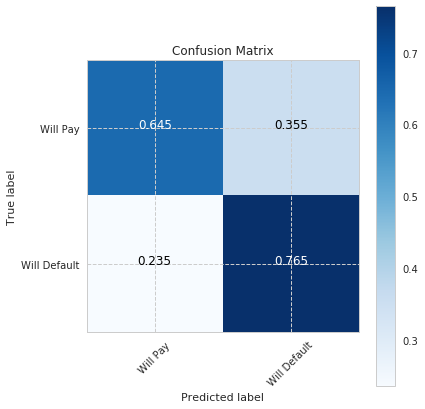 Confusion Matrix
True label
Will Pay
0.645
0.355
Will Default
0.235
0.765
Will Pay
Will Default
Predicted label
0.7
0.6
0.5
0.4
0.3